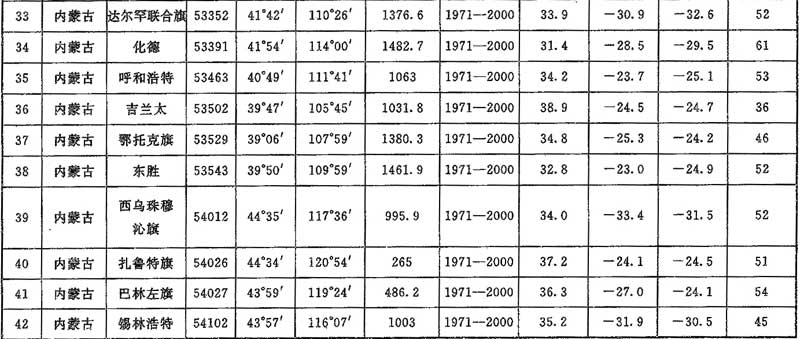 33 内蒙古 达尔罕联合旗 53352 41°42′ 110°26′ 1376.6 1971—2000 33.9 -30.9 -32.6 52
34 内蒙古 化德 53391 41°54′ 114°00′ 1482.7 1971—2000 31.4 -28.5 -29.5 61
35 内蒙古 呼和浩特 53463 40°49′ 111°41′ 1063 1971—2000 34.2 -23.7 -25.1 53
36 内蒙古 吉兰太 53502 39°47′ 105°45′ 1031.8 1971—2000 38.9 -24.5 -24.7 36
37 内蒙古 鄂托克旗 53529 39°06′ 107°59′ 1380.3 1971—2000 34.8 -25.3 -24.2 46
38 内蒙古 东胜 53543 39°50′ 109°59′ 1461.9 1971—2000 32.8 -23.0 -24.9 52
39 内蒙古 西乌珠穆 54012 44°35′ 117°36′ 995.9 1971—2000 34.0 -33.4 -31.5 52
沁旗
40 内蒙古 扎鲁特旗 54026 44°34′ 120°54′ 265 1971—2000 37.2 -24.1 -24.5 51
41 内蒙古 巴林左旗 54027 43°59′ 119°24′ 486.2 1971—2000 36.3 -27.0 -24.1 54
42 内蒙古 锡林浩特 54102 43°57′ 116°07′ 1003 1971—2000 35.2 -31.9 -30.5 45